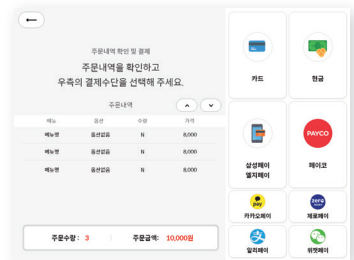 주문내역 확인 및 결제
주문내역을 확인하고
우측의 결제수단을 선택해 주세요.
주문내역
메뉴 옵션 수량 가격
메뉴명 옵션없음 N 8,000
메뉴명 옵션없음 N 8,000
메뉴명 옵션없음 N 8,000
주문수량 : 3 주문금액: 10,000원
카드
현금
삼성페이
엘지페이
PAYCO
페이코
pay
카카오페이
zero
제로페이
알리페이
위챗페이